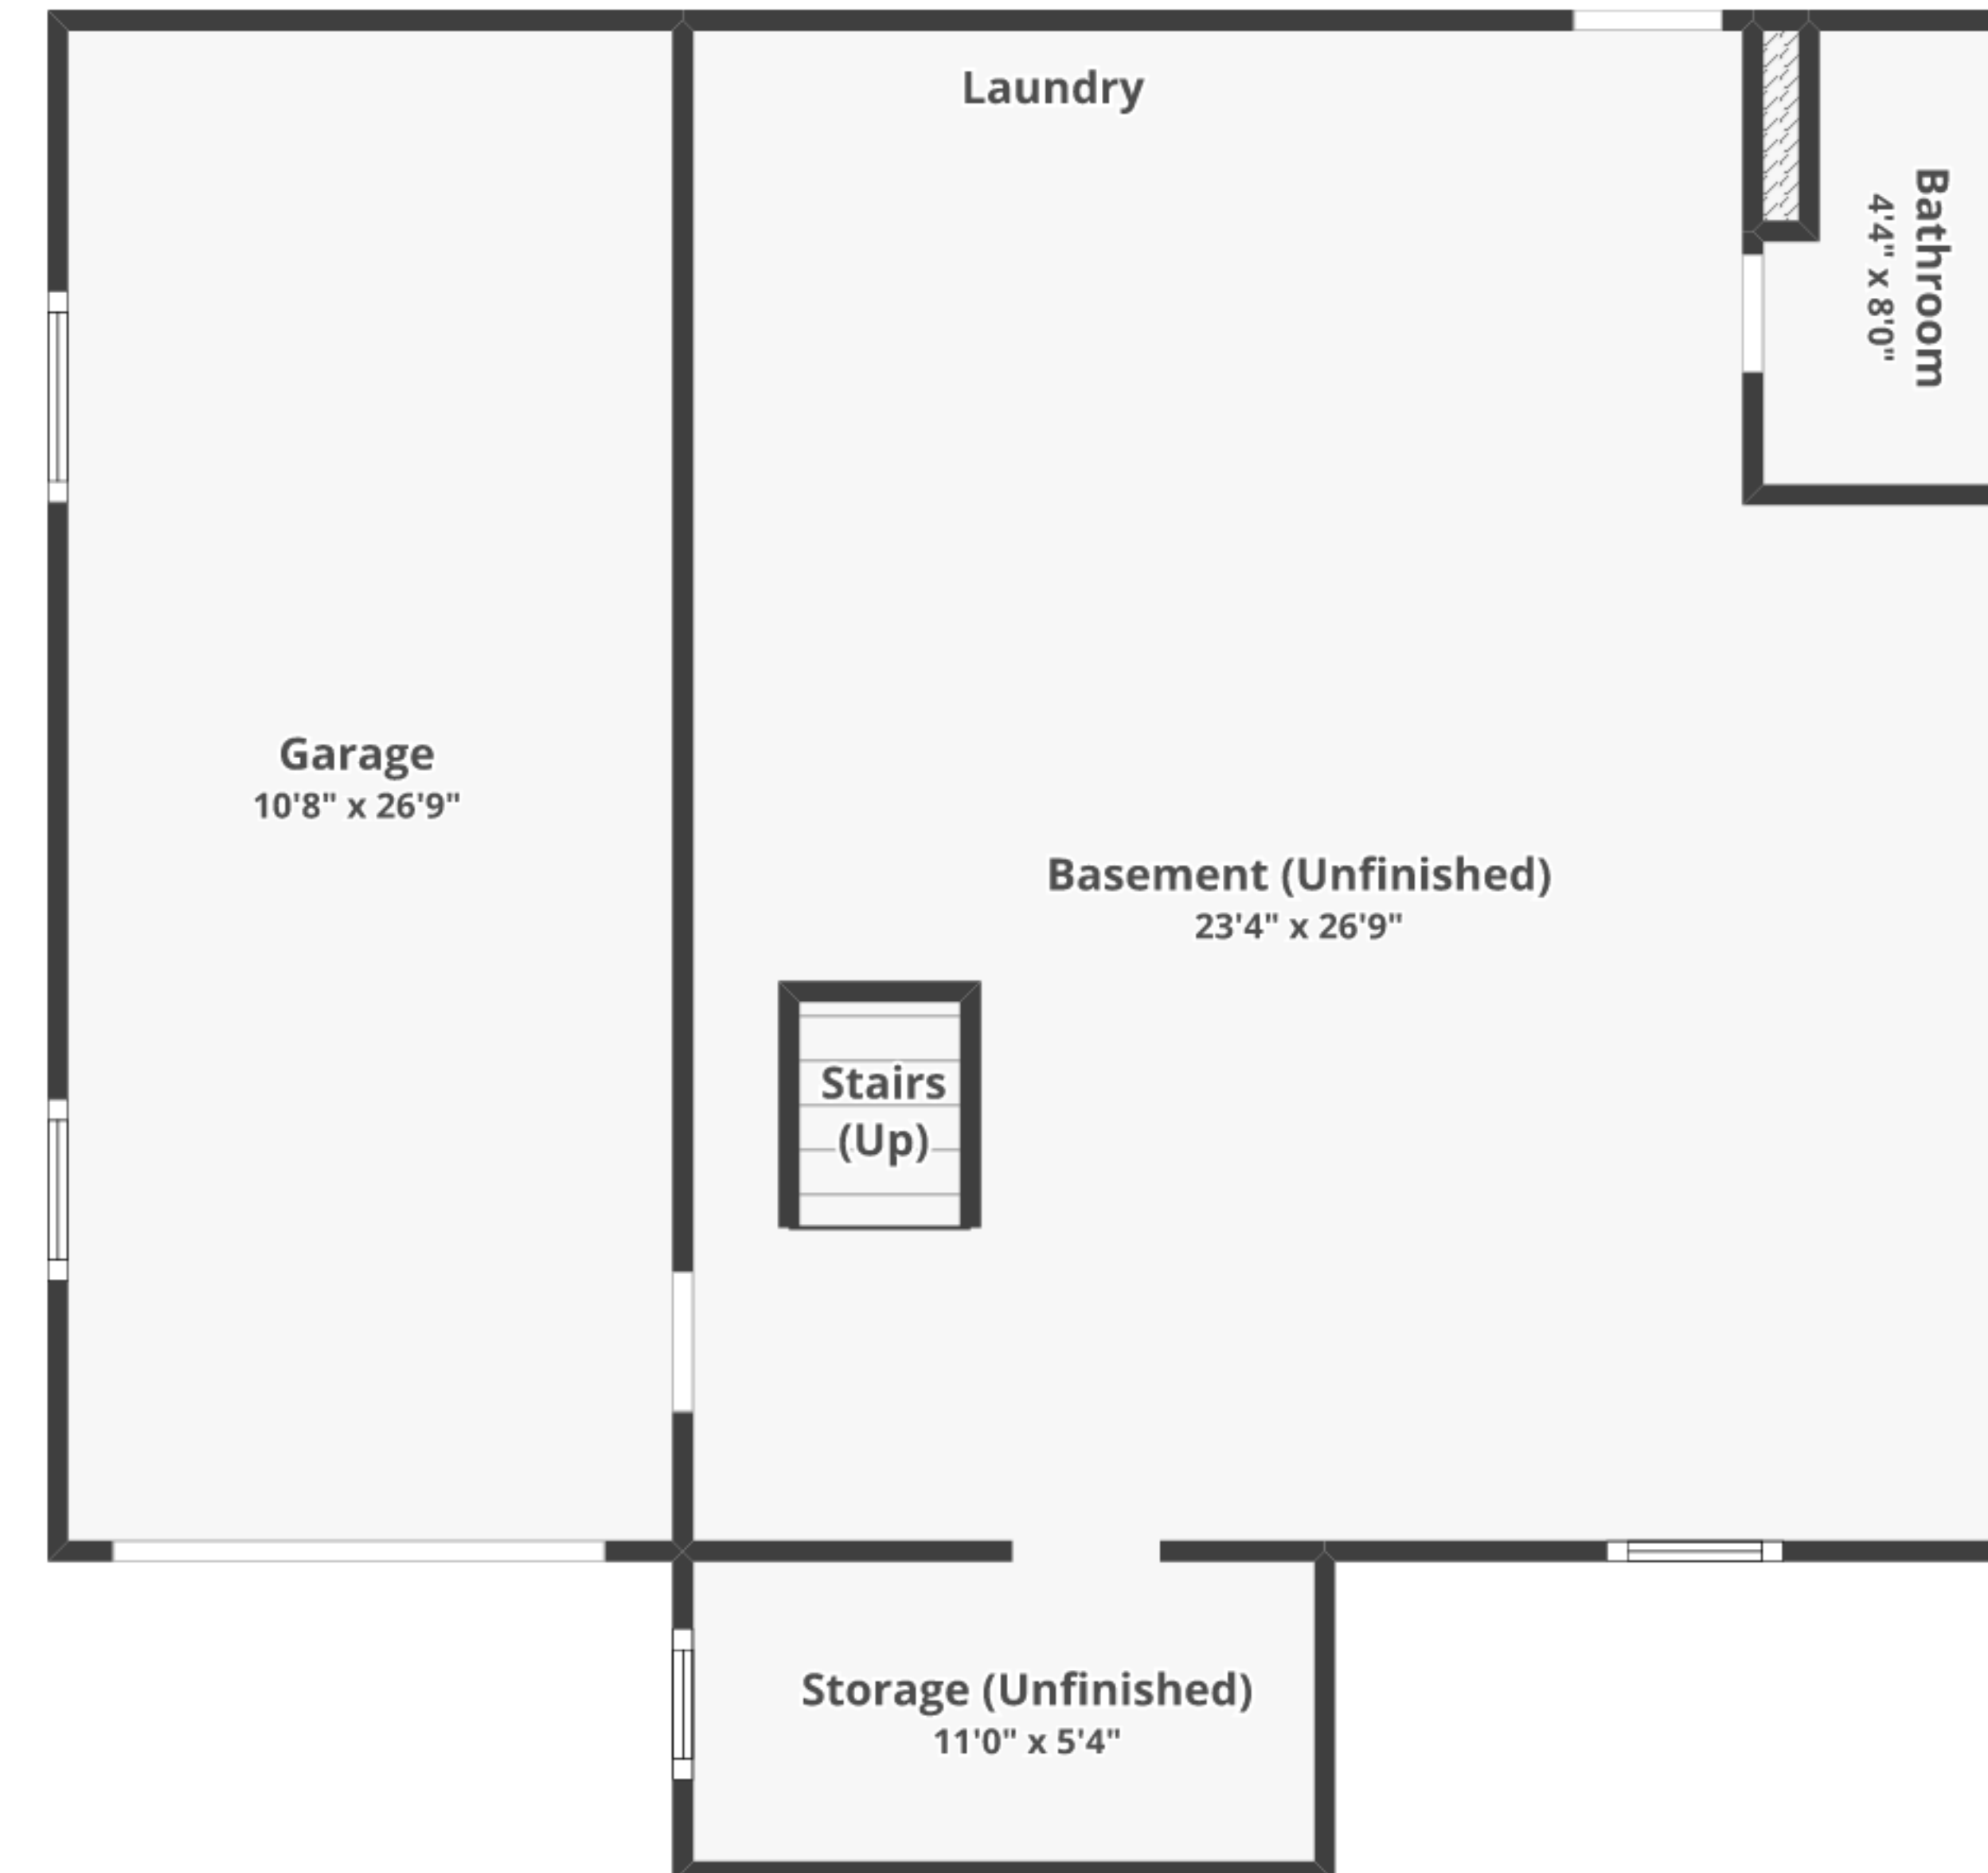 Laundry
Bathroom
4'4" x 8'0"
Garage
10'8" x 26'9"
Basement (Unfinished)
23'4" x 26'9"
Stairs
(Up)
Storage (Unfinished)
11'0" x 5'4"